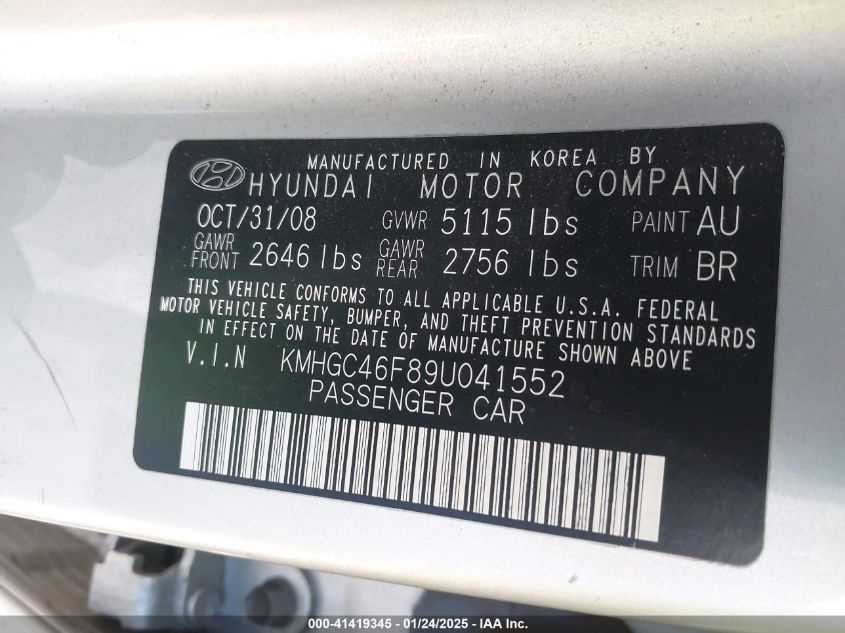 MANUFACTURED IN KOREA BY
HYUNDAI MOTOR COMPANY
OCT/31/08 GVWR 5115 lbs PAINT AU
GAWR FRONT 2646 lbs GAWR REAR 2756 lbs TRIM BR
THIS VEHICLE CONFORMS TO ALL APPLICABLE U.S.A. FEDERAL
MOTOR VEHICLE SAFETY, BUMPER, AND THEFT PREVENTION STANDARDS
IN EFFECT ON THE DATE OF MANUFACTURE SHOWN ABOVE
V.I.N KMHGC46F89U041552
PASSENGER CAR
000-41419345 - 01/24/2025 - IAA Inc.